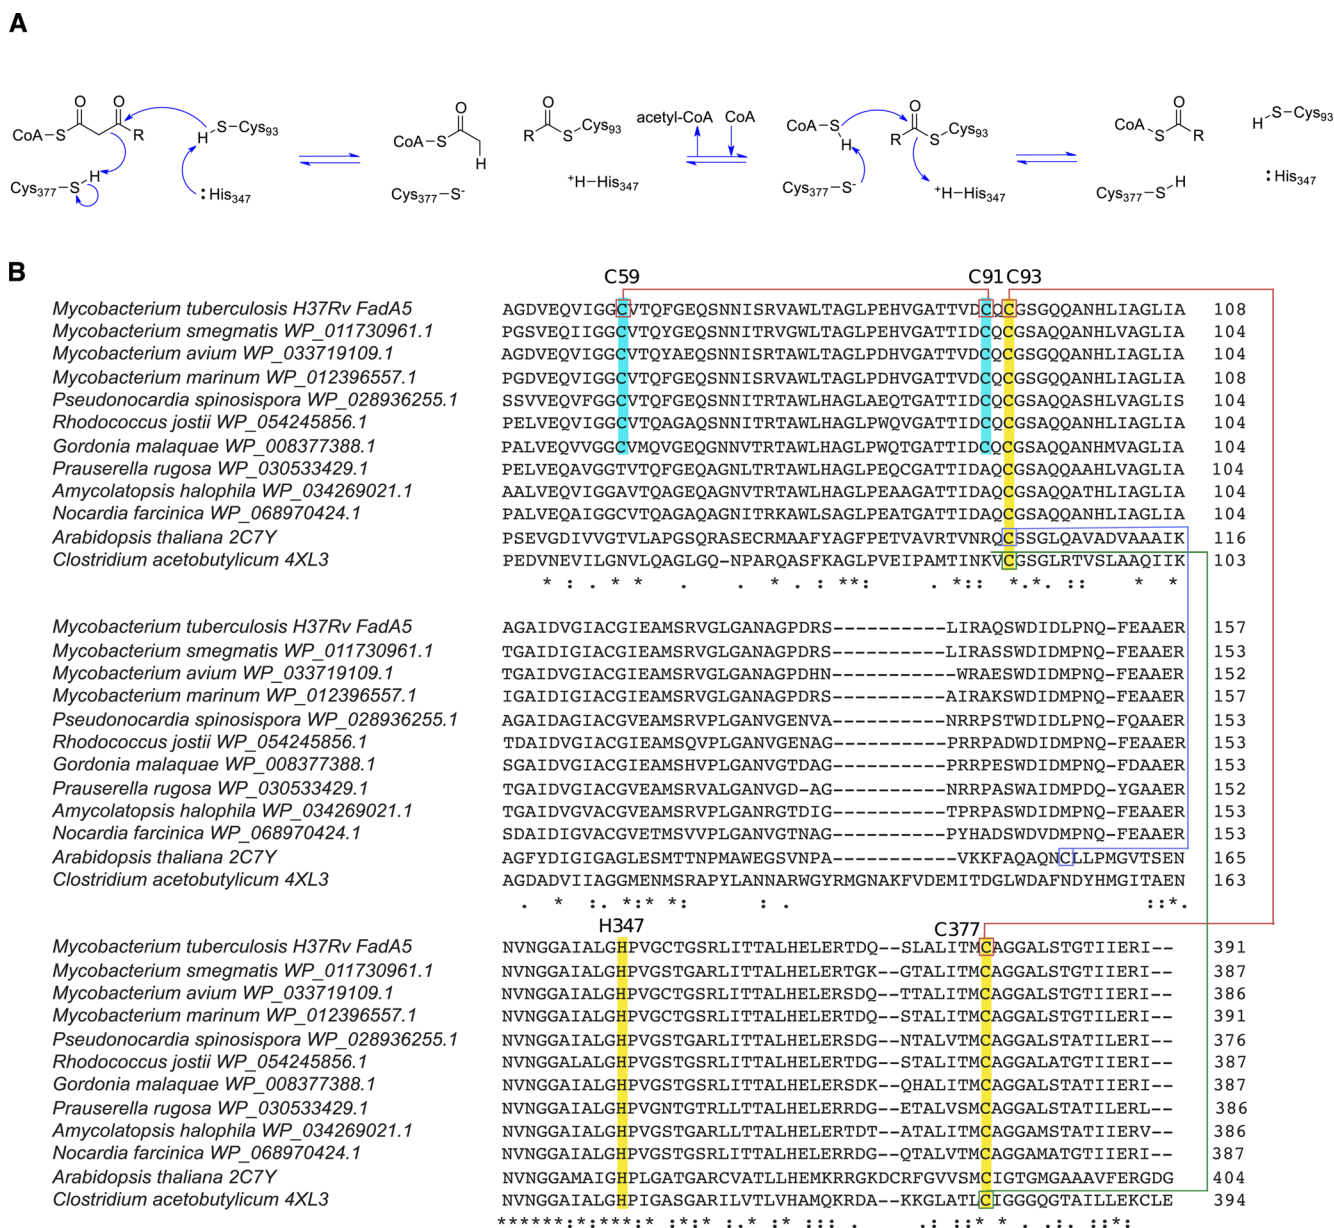 A
O O O O O O
CoA S R H S Cys93 CoA S H R S Cys93 acetyl-CoA CoA CoA S H R S Cys93 CoA S R H S Cys93
Cys377 S H :His347 Cys377-S- +H-His347 Cys377-S- +H-His347 Cys377 S H :His347
B
C59 C91 C93
Mycobacterium tuberculosis H37Rv FadA5 AGDVEQVIGGCVTQFGEQSNNISRVAWLTAGLPEHVGATTVDCQCGSGQQANHLIAGLIA 108
Mycobacterium smegmatis WP_011730961.1 PGSVEQIIGGCVTQYGEQSNNITRVGWLTAGLPEHVGATTVDCQCGSAQQANHLIAGLIA 104
Mycobacterium avium WP_033719109.1 AGDVEQVIGGCVTQYAEQSNNISRTAWLTAGLPDHVGATTVDCQCGSGQQANHLIAGLIA 104
Mycobacterium marinum WP_012396557.1 PGDVEQVIGGCVTQFGEQSNNISRVAWLTAGLPDHVGATTVDCQCGSGQQANHLIAGLIA 108
Pseudonocardia spinosispora WP_028936255.1 SSVVEQVFGGCVTQFGEQSNNISRTAWLHAGLAEQTGATTIDCQCGSAQQASHLVAGLIS 104
Rhodococcus jostii WP_054245856.1 PELVEQVIGGCVTQAGAQSNNITRTAWLHAGLPWQVGATTIDCQCGSAQQANHLIAGLIA 104
Gordonia malaquae WP_008377388.1 PALVEQVVGGCVMQVGEQGNNVTRTAWLHAGLPWQTGATTIDCQCGSAQQANHMVAGLIA 104
Prauserella rugosa WP_030533429.1 PELVEQAVGGTVTQFGEQAGNLTRTAWLHAGLPEQCGATTIDAQCGSAQQAAHLVAGLIA 104
Amycolatopsis halophila WP_034269021.1 AALVEQVIGGAVTQAGEQAGNVTRTAWLHAGLPEAAGATTIDAQCGSAQQATHLIAGLIA 104
Nocardia farcinica WP_068970424.1 PALVEQAIGGCVTQAGAQAGNITRKAWLSAGLPEATGATTIDAQCGSAQQANHLIAGLIA 104
Arabidopsis thaliana 2C7Y PSEVGDIVVGTVLAPGSQRASECRMAAFYAGFPETVAVRTVNRQCSSGLQAVADVAAAIK 116
Clostridium acetobutylicum 4XL3 PEDVNEVILGNVLQAGLGQ-NPARQASFKAGLPVEIPAMTINKVCGSGLRTVSLAAQIIK 103
* : . * * . . * . * * * : . * : : * . * . : : * *
Mycobacterium tuberculosis H37Rv FadA5 AGAIDVGIACGIEAMSRVGLGANAGPDRS----------LIRAQSWDIDLPNQ-FEAAER 157
Mycobacterium smegmatis WP_011730961.1 TGAIDIGIACGIEAMSRVGLGANAGPDRS----------LIRASSWDIDMPNQ-FEAAER 153
Mycobacterium avium WP_033719109.1 TGAIDVGIACGIEAMSRVGLGANAGPDHN----------WRAESWDIDMPNQ-FEAAER 152
Mycobacterium marinum WP_012396557.1 IGAIDVGIACGIEAMSRVGLGANAGPDRS----------AIRAKSWDIDMPNQ-FEAAER 157
Pseudonocardia spinosispora WP_028936255.1 AGAIDAGIACGVEAMSRVPLGANVGENVA----------NRRPSTWDIDLPNQ-FQAAER 153
Rhodococcus jostii WP_054245856.1 TDAIDVGIACGIEAMSQVPLGANVGENAG----------PRRPADWDIDMPNQ-FEAAER 153
Gordonia malaquae WP_008377388.1 SGAIDVGIACGIEAMSHVPLGANVGTDAG----------PRRPESWDIDMPNQ-FDAAER 153
Prauserella rugosa WP_030533429.1 TGAIDVGIACGIEAMSRVPLGANVGD-AG----------NRRPASWAIDMPDQ-YGAAER 152
Amycolatopsis halophila WP_034269021.1 TGAIDVGVACGVEAMSRVPLGANRGTDIG----------TPRPASWDIDMPNQ-FEAAER 153
Nocardia farcinica WP_068970424.1 SDAIDIGVACGVETMSVVPLGANVGTNAG----------PYHADSWDVDMPNQ-FEAAER 153
Arabidopsis thaliana 2C7Y AGFYDIGIGAGLESMTTNPMAWEGSVNPA----------VKKFAQAQNCLLPMGVTSEN 165
Clostridium acetobutylicum 4XL3 AGDADVIIAGGMENMSRAPYLANNARWGYRMGNAKFVDEMITDGLWDAFNDYHMGITAEN 163
. * : . * : * * : : . : : * .
H347 C377
Mycobacterium tuberculosis H37Rv FadA5 NVNGGAIALGHPVGCTGSRLITTALHELERTDQ--SLALITMCAGGALSTGTIIERI-- 391
Mycobacterium smegmatis WP_011730961.1 NVNGGAIALGHPVGSTGARLITTALHELERTGK--GTALITMCAGGALSTGTIIERI-- 387
Mycobacterium avium WP_033719109.1 NVNGGAIALGHPVGCTGSRLITTALHELERSDQ--TTALITMCAGGALSTGTIIERI-- 386
Mycobacterium marinum WP_012396557.1 NVNGGAIALGHPVGCTGSRLITTALHELERTDQ--STALITMCAGGALSTGTIIERI-- 391
Pseudonocardia spinosispora WP_028936255.1 NVNGGAIALGHPVGSTGARLITTALHELERSDG--NTALVTMCAGGALSTATIIERI-- 376
Rhodococcus jostii WP_054245856.1 NVNGGALALGHPVGSTGSRLITTALHELERTDG--STALITMCAGGALATGTIIERI-- 387
Gordonia malaquae WP_008377388.1 NVNGGAIALGHPVGSTGSRLITTALHELERSDK--QHALITMCAGGALSTATIIERI-- 387
Prauserella rugosa WP_030533429.1 NVNGGAIALGHPVGNTGTRLLTTALHELERRDG--ETALVSMCAGGALSTATILERL-- 386
Amycolatopsis halophila WP_034269021.1 NVNGGAIALGHPVGSTGARLLTTALHELERTDT--ATALITMCAGGAMSTATIIERV-- 386
Nocardia farcinica WP_068970424.1 NVNGGAIALGHPVGSTGSRLITTALHELERRDG--QTALVTMCAGGAMATGTIIERI-- 387
Arabidopsis thaliana 2C7Y NVNGGAMAIGHPLGATGARCVATLLHEMKRRGKDCRFGVVSMCIGTGMGAAAVFERGDG 404
Clostridium acetobutylicum 4XL3 NVNGGAIALGHPIGASGARILVTLVHAMQKRDA--KKGLATLCIGGGQGTAILLEKCLE 394
******:*:***:* :*:* :.* :* ::: . .: ::* * . .: ::*: